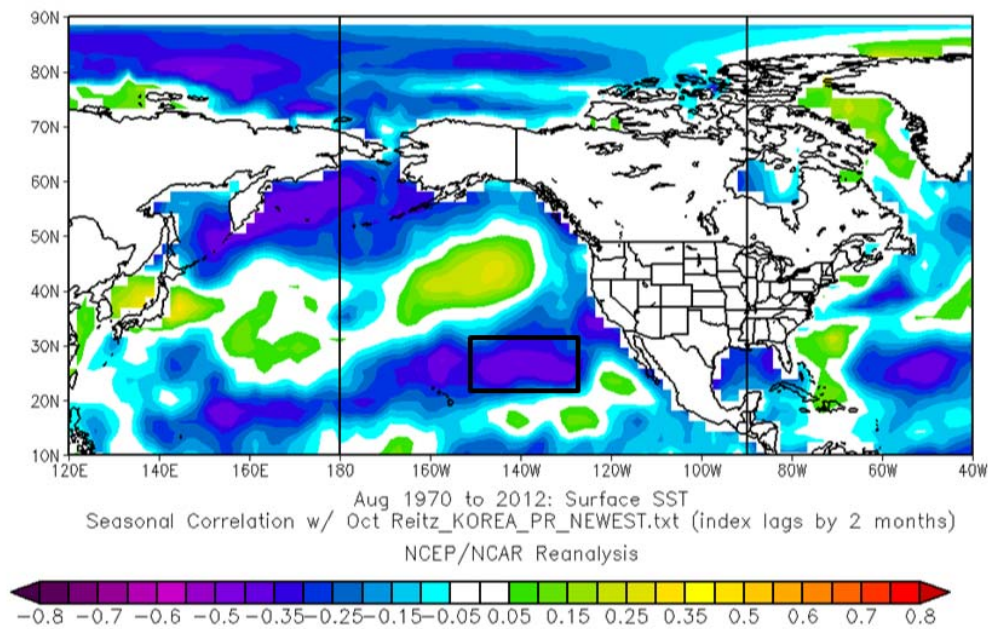 90N
80N
70N
60N
50N
40N
30N
20N
10N
120E 140E 160E 180 160W 140W 120W 100W 80W 60W 40W
Aug 1970 to 2012: Surface SST
Seasonal Correlation w/ Oct Reitz_KOREA_PR_NEWEST.txt (index lags by 2 months)
NCEP/NCAR Reanalysis
-0.8 -0.7 -0.6 -0.5 -0.35 -0.25 -0.15 -0.05 0.05 0.15 0.25 0.35 0.5 0.6 0.7 0.8